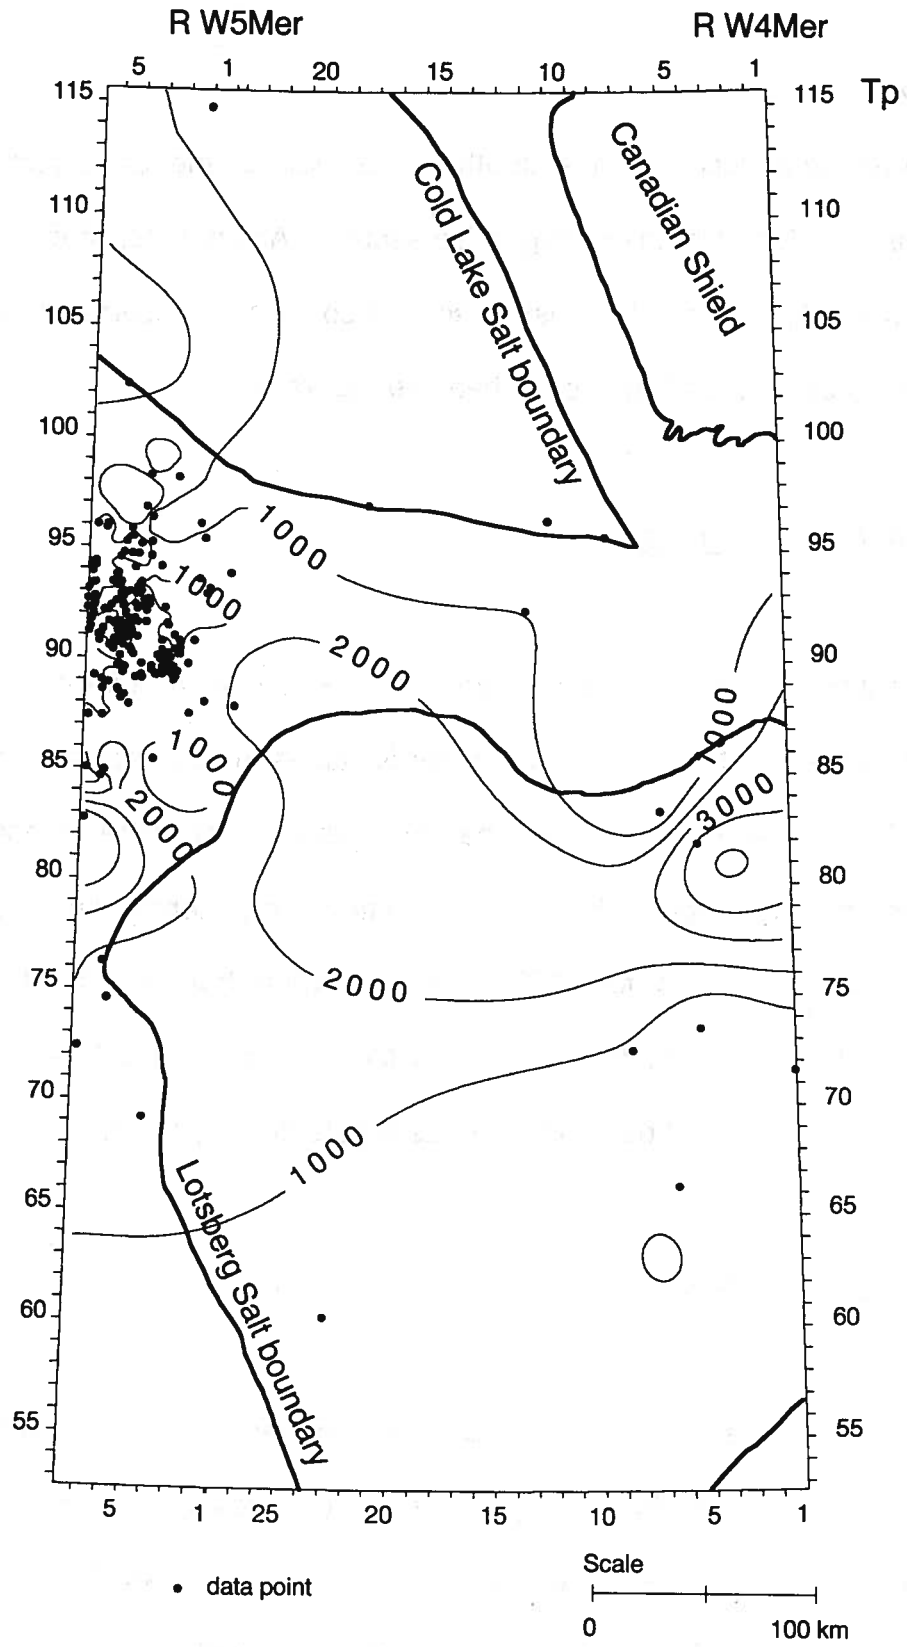 R W5Mer R W4Mer
5 1 20 15 10 5 1
115 115 Tp
Canadian Shield
Cold Lake Salt boundary
110 110
105 105
100 100
1000
95 95
1000
90 90
2000
1000
1000
85 85
3000
2000
80 80
2000
75 75
70 70
1000
Lotsberg Salt boundary
65 65
60 60
55 55
5 1 25 20 15 10 5 1
data point
Scale
0 100 km